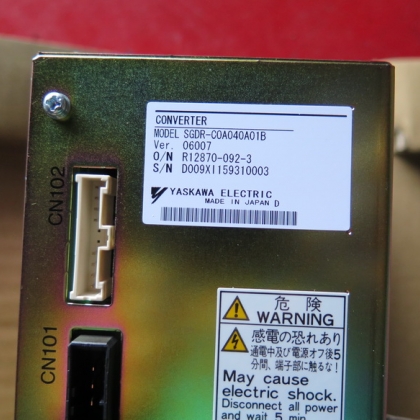 CONVERTER
MODEL SGDR-COA040A01B
Ver. 06007
O/N R12870-092-3
S/N D009X1159310003
YASKAWA ELECTRIC
MADE IN JAPAN D
CN102
CN101
危険
WARNING
感電の恐れあり
通電中及び電源オフ後5
分間、端子部に触るな!
May cause
electric shock.
Disconnect all power
and wait 5 min.